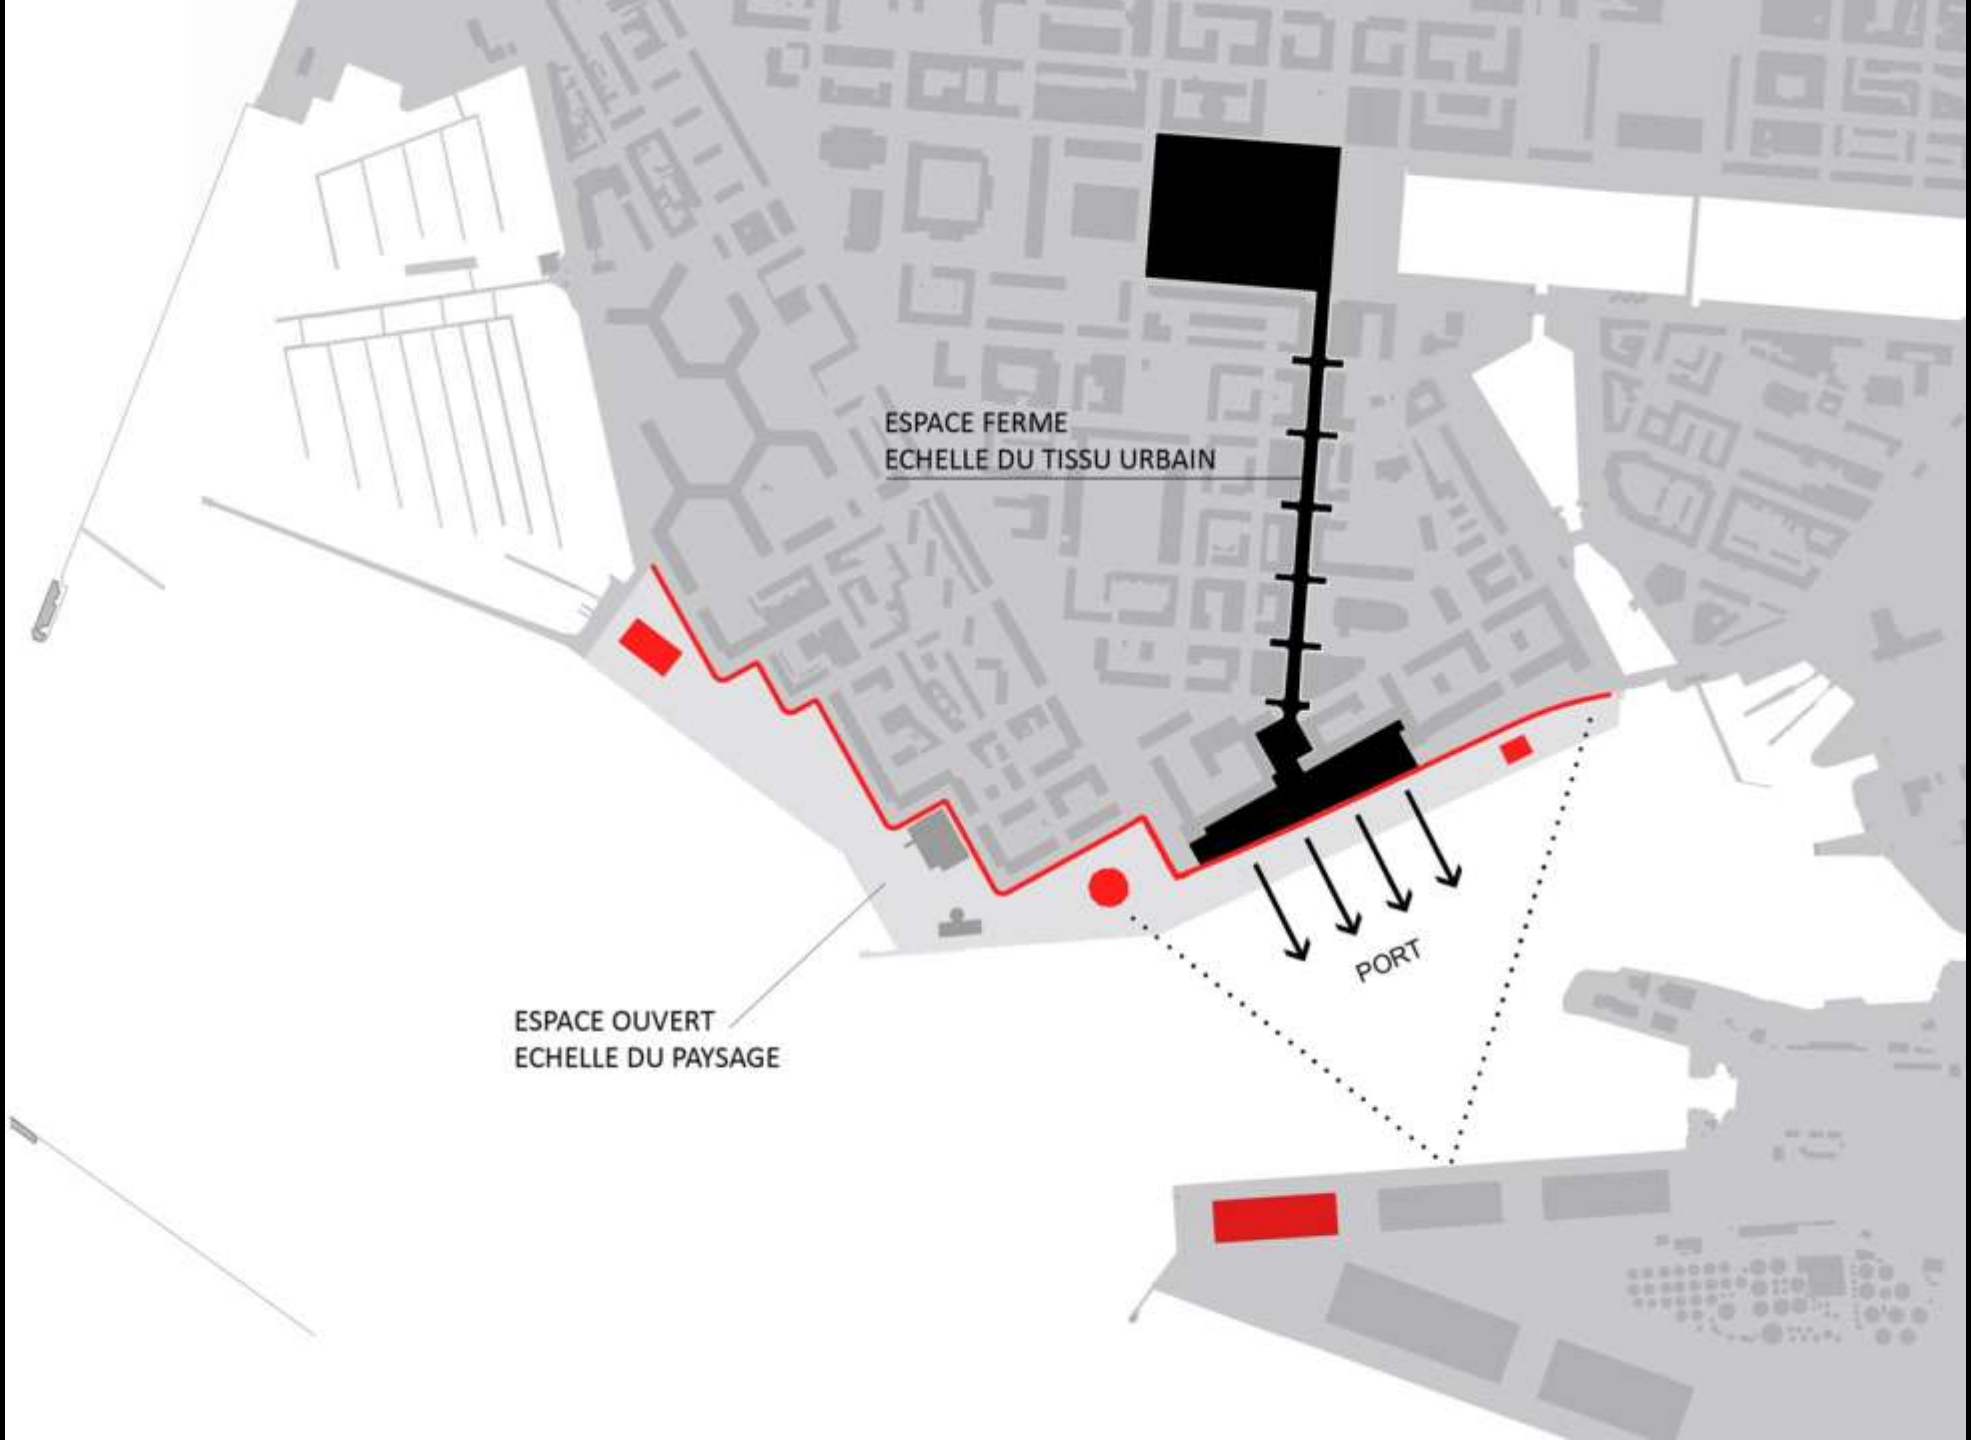 ESPACE FERME
ECHELLE DU TISSU URBAIN
PORT
ESPACE OUVERT
ECHELLE DU PAYSAGE